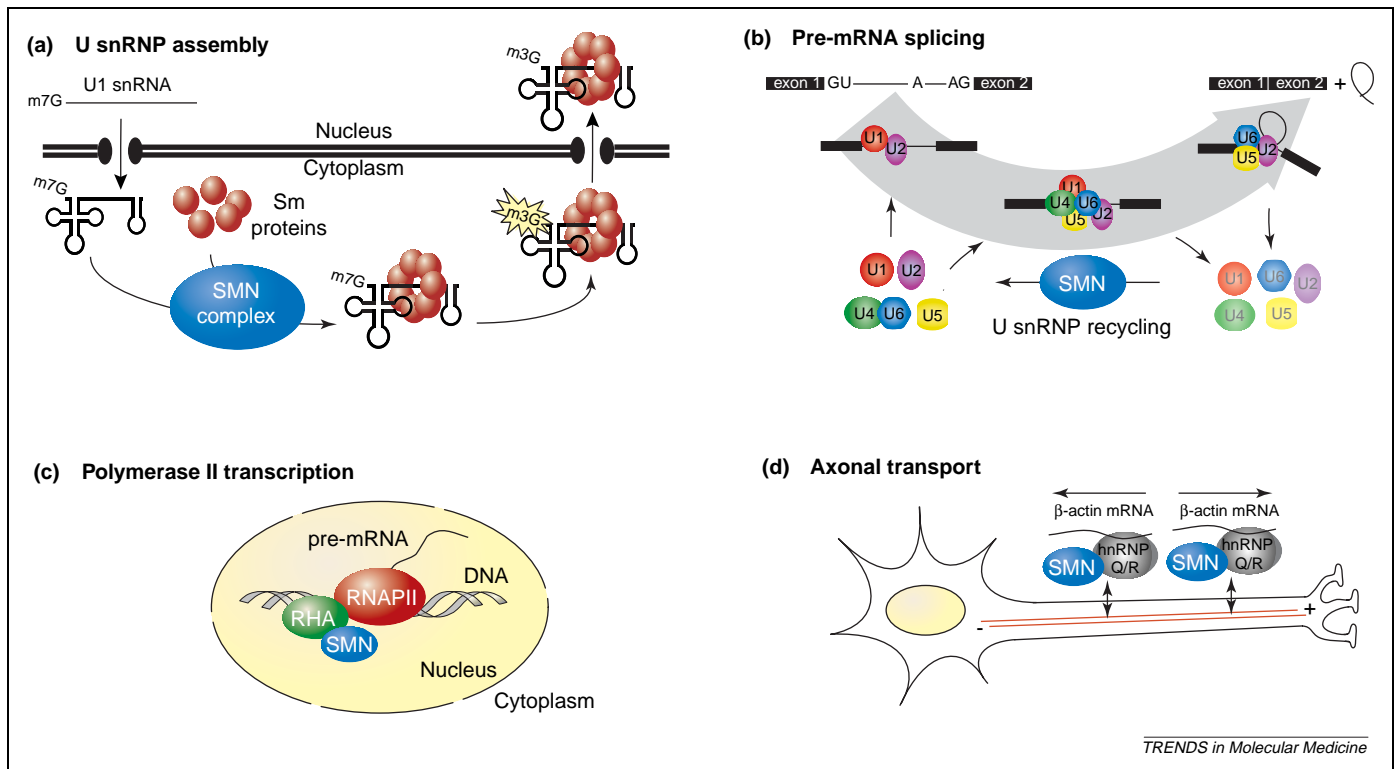 (a) U snRNP assembly
U1 snRNA
m7G
Nucleus
Cytoplasm
m7G
Sm
proteins
SMN
complex
m7G
m3G
m3G
(b) Pre-mRNA splicing
exon 1 GU A AG exon 2
exon 1 exon 2 +
U1
U2
U1
U4 U6
U5 U2
U6
U2
U5
U1 U2
U4 U6 U5
SMN
U snRNP recycling
U1 U6 U2
U4 U5
(c) Polymerase II transcription
pre-mRNA
DNA
RNAPII
RHA
SMN
Nucleus
Cytoplasm
(d) Axonal transport
β-actin mRNA
hnRNP
Q/R
SMN
β-actin mRNA
hnRNP
Q/R
SMN
-
+
TRENDS in Molecular Medicine